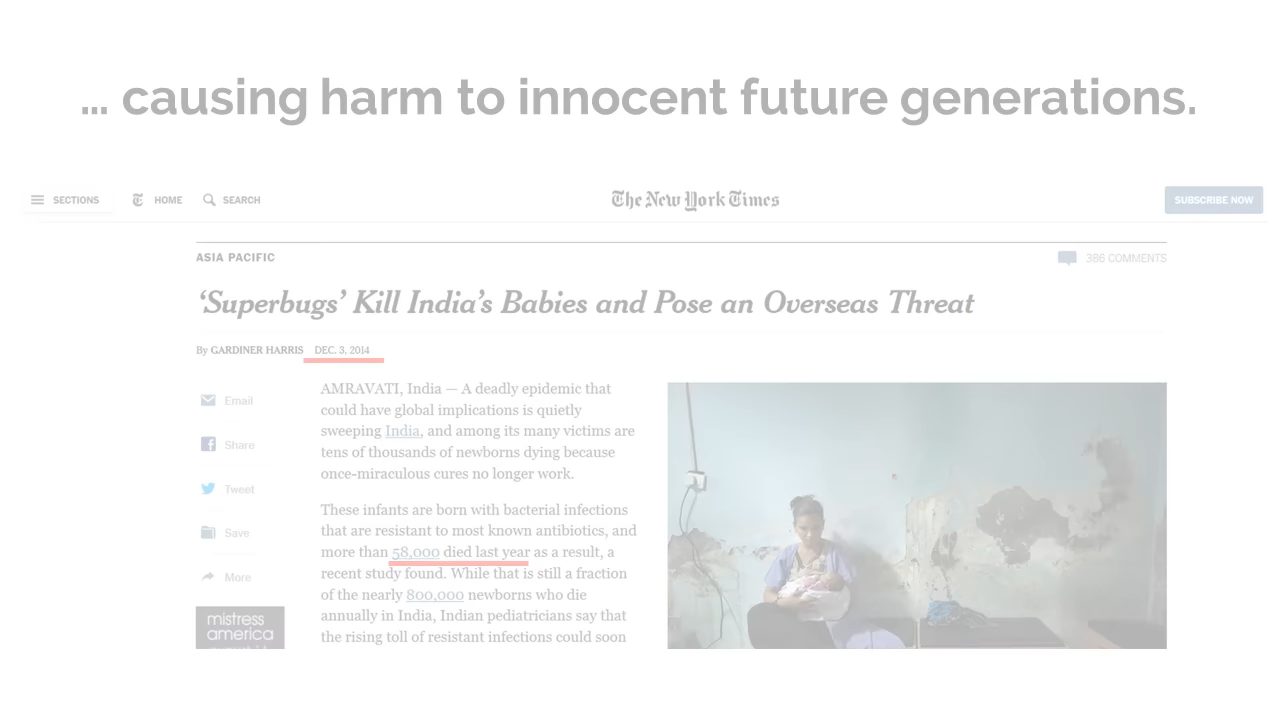 ... causing harm to innocent future generations.
SECTIONS HOME SEARCH The New York Times SUBSCRIBE NOW
ASIA PACIFIC 386 COMMENTS
‘Superbugs’ Kill India’s Babies and Pose an Overseas Threat
By GARDINER HARRIS DEC. 3, 2014
Email
Share
Tweet
Save
More
mistress
america
AMRAVATI, India — A deadly epidemic that
could have global implications is quietly
sweeping India, and among its many victims are
tens of thousands of newborns dying because
once-miraculous cures no longer work.
These infants are born with bacterial infections
that are resistant to most known antibiotics, and
more than 58,000 died last year as a result, a
recent study found. While that is still a fraction
of the nearly 800,000 newborns who die
annually in India, Indian pediatricians say that
the rising toll of resistant infections could soon